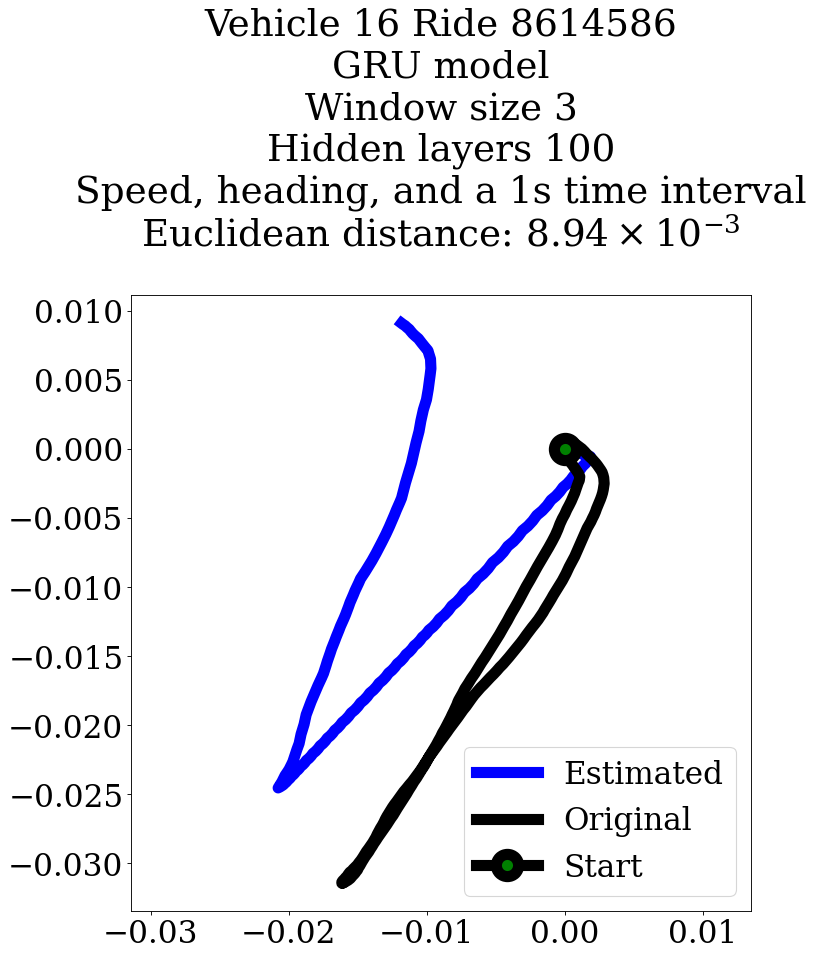 Vehicle 16 Ride 8614586
GRU model
Window size 3
Hidden layers 100
Speed, heading, and a 1s time interval
Euclidean distance: 8.94 × 10⁻³
0.010
0.005
0.000
−0.005
−0.010
−0.015
−0.020
−0.025
−0.030
Estimated
Original
Start
−0.03
−0.02
−0.01
0.00
0.01